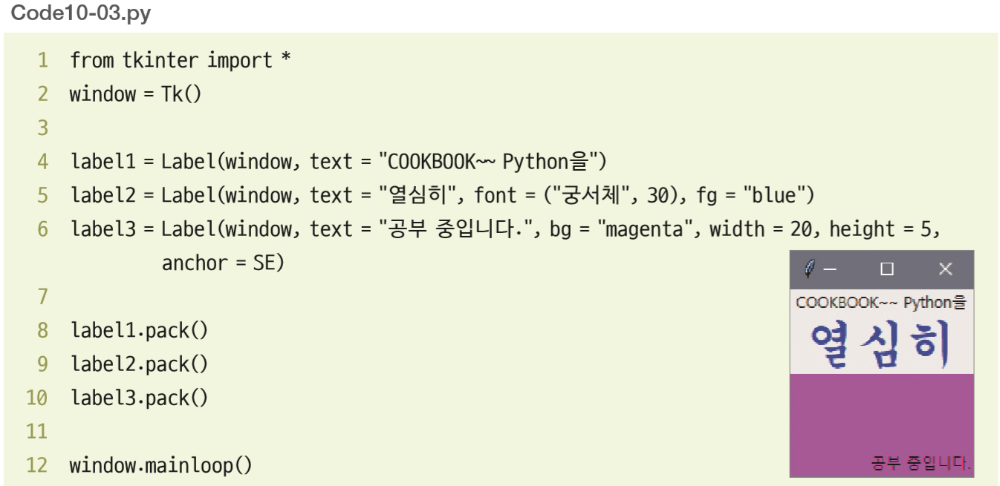 Code10-03.py
1 from tkinter import *
2 window = Tk()
3
4 label1 = Label(window, text = "COOKBOOK~~ Python을")
5 label2 = Label(window, text = "열심히", font = ("궁서체", 30), fg = "blue")
6 label3 = Label(window, text = "공부 중입니다.", bg = "magenta", width = 20, height = 5,
anchor = SE)
7
8 label1.pack()
9 label2.pack()
10 label3.pack()
11
12 window.mainloop()
COOKBOOK~~ Python을
열심히
공부 중입니다.